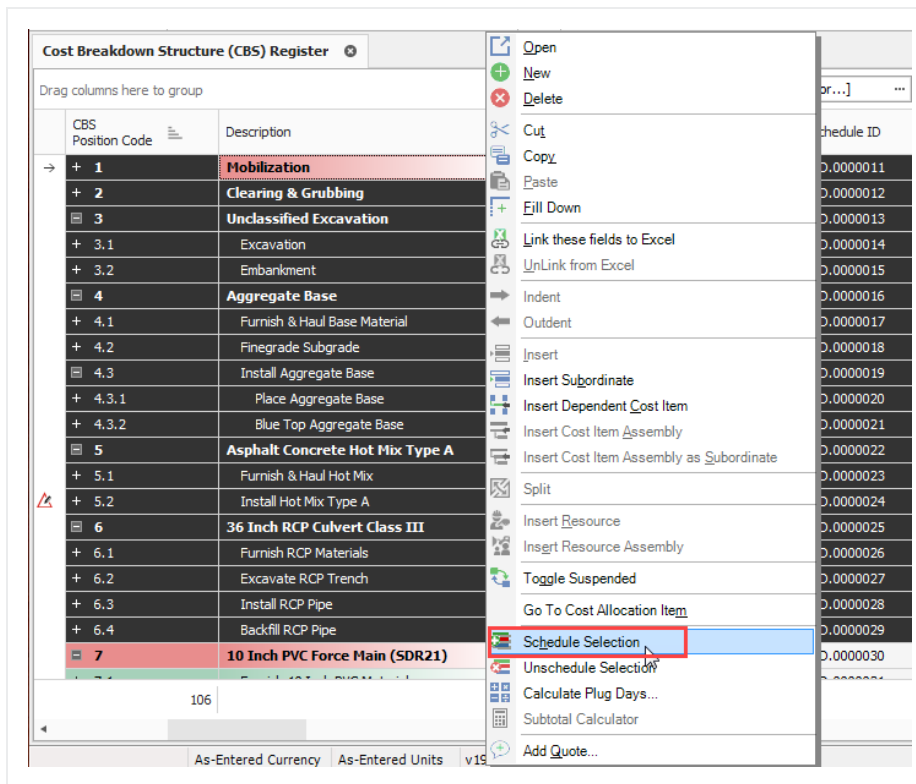 Cost Breakdown Structure (CBS) Register
Drag columns here to group
or...] ...
CBS
Position Code
Description
chedule ID
+ 1 Mobilization D.0000011
+ 2 Clearing & Grubbing D.0000012
3 Unclassified Excavation D.0000013
+ 3.1 Excavation D.0000014
+ 3.2 Embankment D.0000015
4 Aggregate Base D.0000016
+ 4.1 Furnish & Haul Base Material D.0000017
+ 4.2 Finegrade Subgrade D.0000018
4.3 Install Aggregate Base D.0000019
+ 4.3.1 Place Aggregate Base D.0000020
+ 4.3.2 Blue Top Aggregate Base D.0000021
5 Asphalt Concrete Hot Mix Type A D.0000022
+ 5.1 Furnish & Haul Hot Mix D.0000023
+ 5.2 Install Hot Mix Type A D.0000024
6 36 Inch RCP Culvert Class III D.0000025
+ 6.1 Furnish RCP Materials D.0000026
+ 6.2 Excavate RCP Trench D.0000027
+ 6.3 Install RCP Pipe D.0000028
+ 6.4 Backfill RCP Pipe D.0000029
7 10 Inch PVC Force Main (SDR21) D.0000030
106
As-Entered Currency As-Entered Units v19
Open
New
Delete
Cut
Copy
Paste
Fill Down
Link these fields to Excel
UnLink from Excel
Indent
Outdent
Insert
Insert Subordinate
Insert Dependent Cost Item
Insert Cost Item Assembly
Insert Cost Item Assembly as Subordinate
Split
Insert Resource
Insert Resource Assembly
Toggle Suspended
Go To Cost Allocation Item
Schedule Selection
Unschedule Selection
Calculate Plug Days...
Subtotal Calculator
Add Quote...